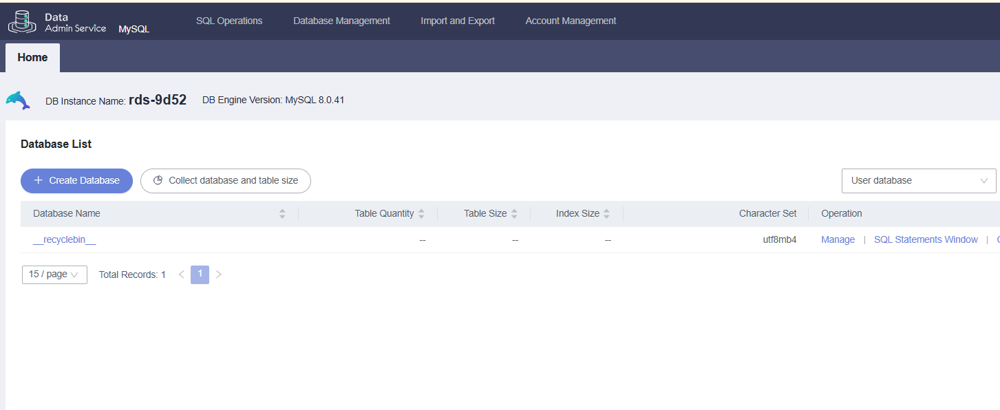 Data
Admin Service
MySQL
SQL Operations
Database Management
Import and Export
Account Management
Home
DB Instance Name: rds-9d52
DB Engine Version: MySQL 8.0.41
Database List
Create Database
Collect database and table size
User database
Database Name
Table Quantity
Table Size
Index Size
Character Set
Operation
__recyclebin__
--
--
--
utf8mb4
Manage | SQL Statements Window |
15 / page
Total Records: 1
1